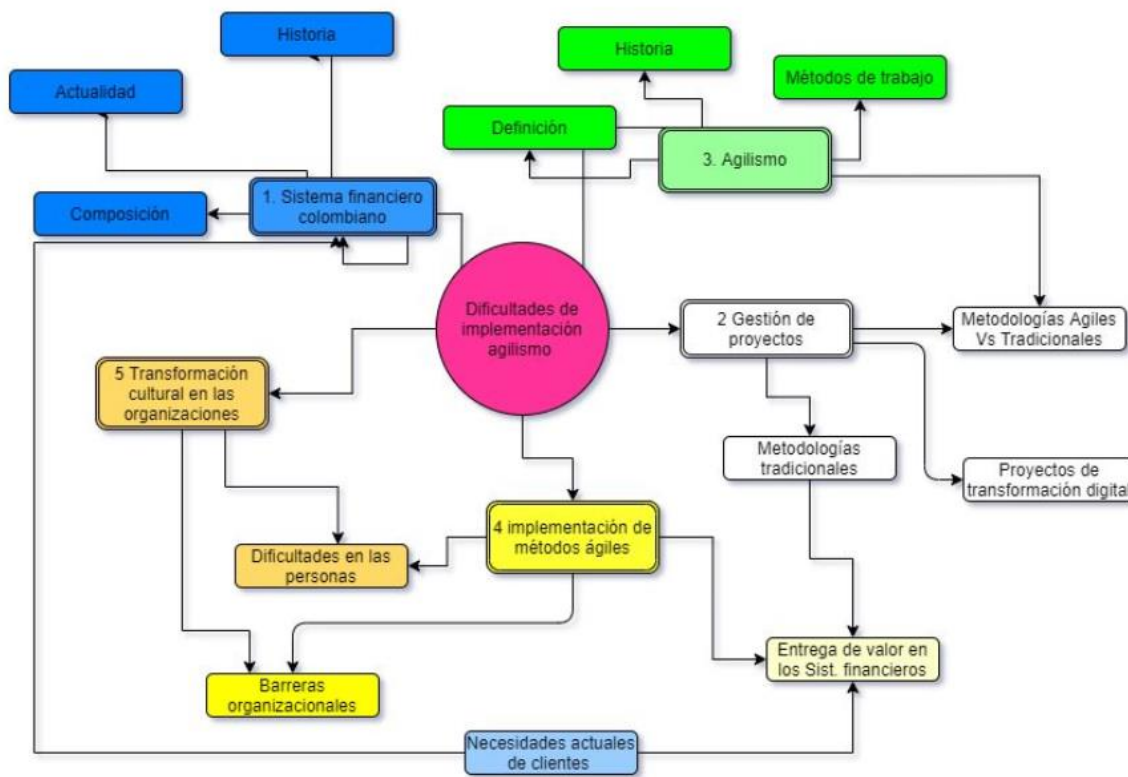 Historia
Historia
Métodos de trabajo
Actualidad
Definición
3. Agilismo
1. Sistema financiero
colombiano
Composición
Dificultades de
implementación
agilismo
2 Gestión de
proyectos
Metodologías Agiles
Vs Tradicionales
5 Transformación
cultural en las
organizaciones
Metodologías
tradicionales
Proyectos de
transformación digital
4 implementación de
métodos ágiles
Dificultades en las
personas
Entrega de valor en
los Sist. financieros
Barreras
organizacionales
Necesidades actuales
de clientes